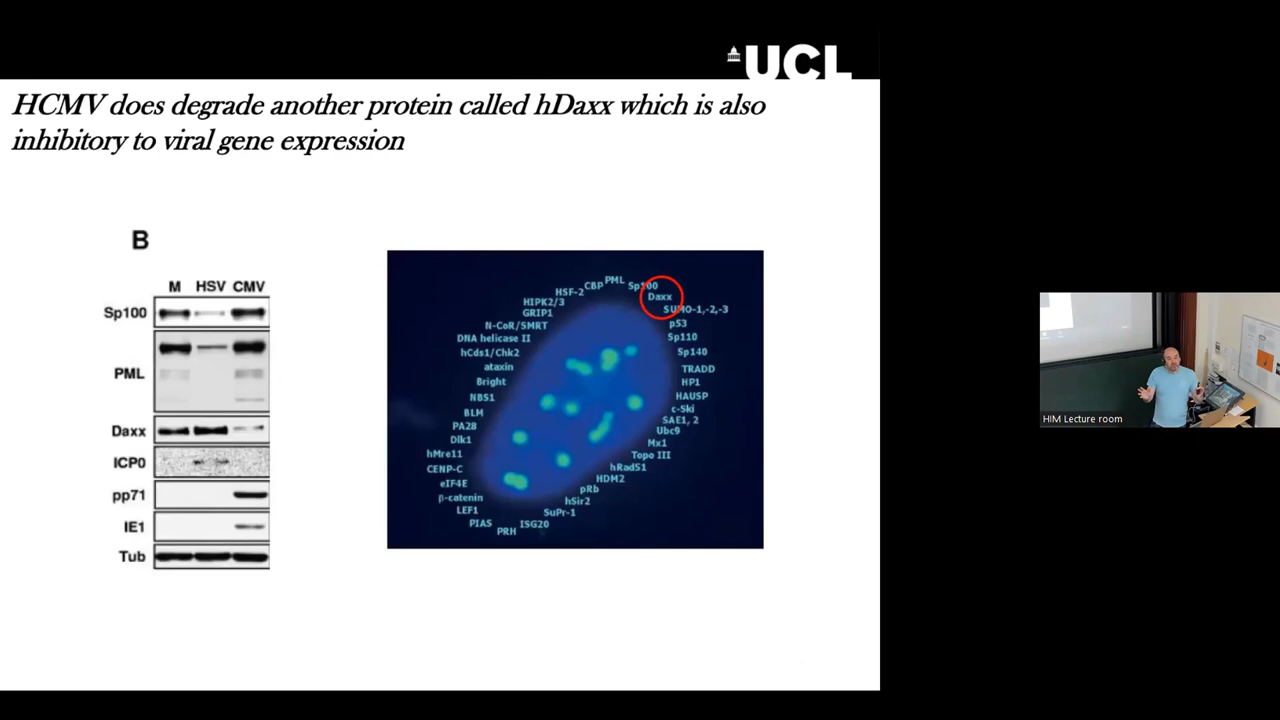 UCL
HCMV does degrade another protein called hDaxx which is also
inhibitory to viral gene expression
B
M HSV CMV
Sp100
PML
Daxx
ICP0
pp71
IE1
Tub
PML
CBP
HSF-2
HIPK2/3
GRIP1
N-CoR/SMRT
DNA helicase II
hCds1/Chk2
ataxin
Bright
NBS1
BLM
PA28
Dlk1
hMre11
CENP-C
eIF4E
β-catenin
LEF1
PIAS
PRH
ISG20
SuPr-1
hSir2
pRb
HDM2
hRad51
Topo III
Mx1
Ubc9
SAE1, 2
c-Ski
HAUSP
HP1
TRADD
Sp140
Sp110
p53
SUMO-1,-2,-3
Daxx
Sp100
HIM Lecture room